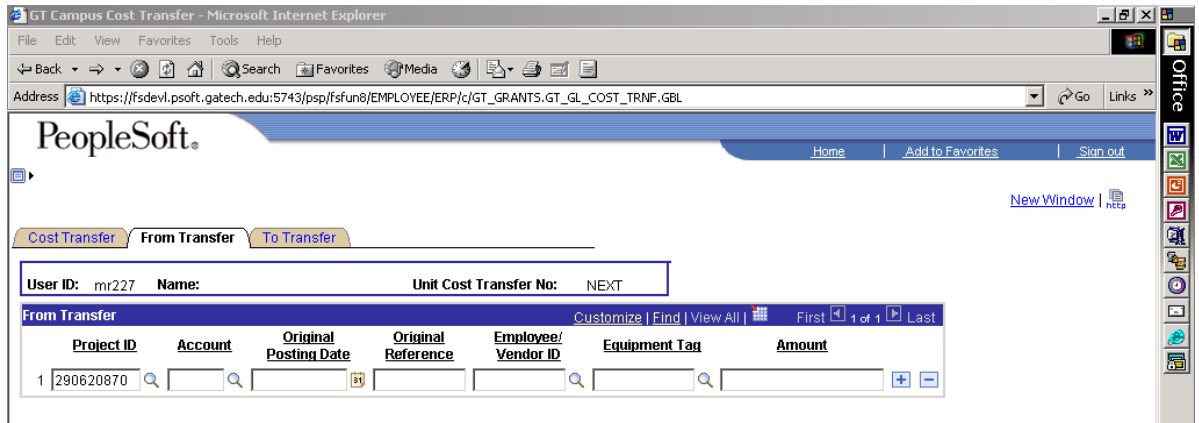 GT Campus Cost Transfer - Microsoft Internet Explorer
File Edit View Favorites Tools Help
Back Search Favorites Media
Address https://fsdevl.psoft.gatech.edu:5743/psp/fsfun8/EMPLOYEE/ERP/c/GT_GRANTS.GT_GL_COST_TRNF.GBL Go Links »
Office
PeopleSoft.
Home | Add to Favorites | Sign out
New Window | http
Cost Transfer From Transfer To Transfer
User ID: mr227 Name: Unit Cost Transfer No: NEXT
From Transfer Customize | Find | View All | First 1 of 1 Last
Project ID Account Original Posting Date Original Reference Employee/ Vendor ID Equipment Tag Amount
1 290620870 31